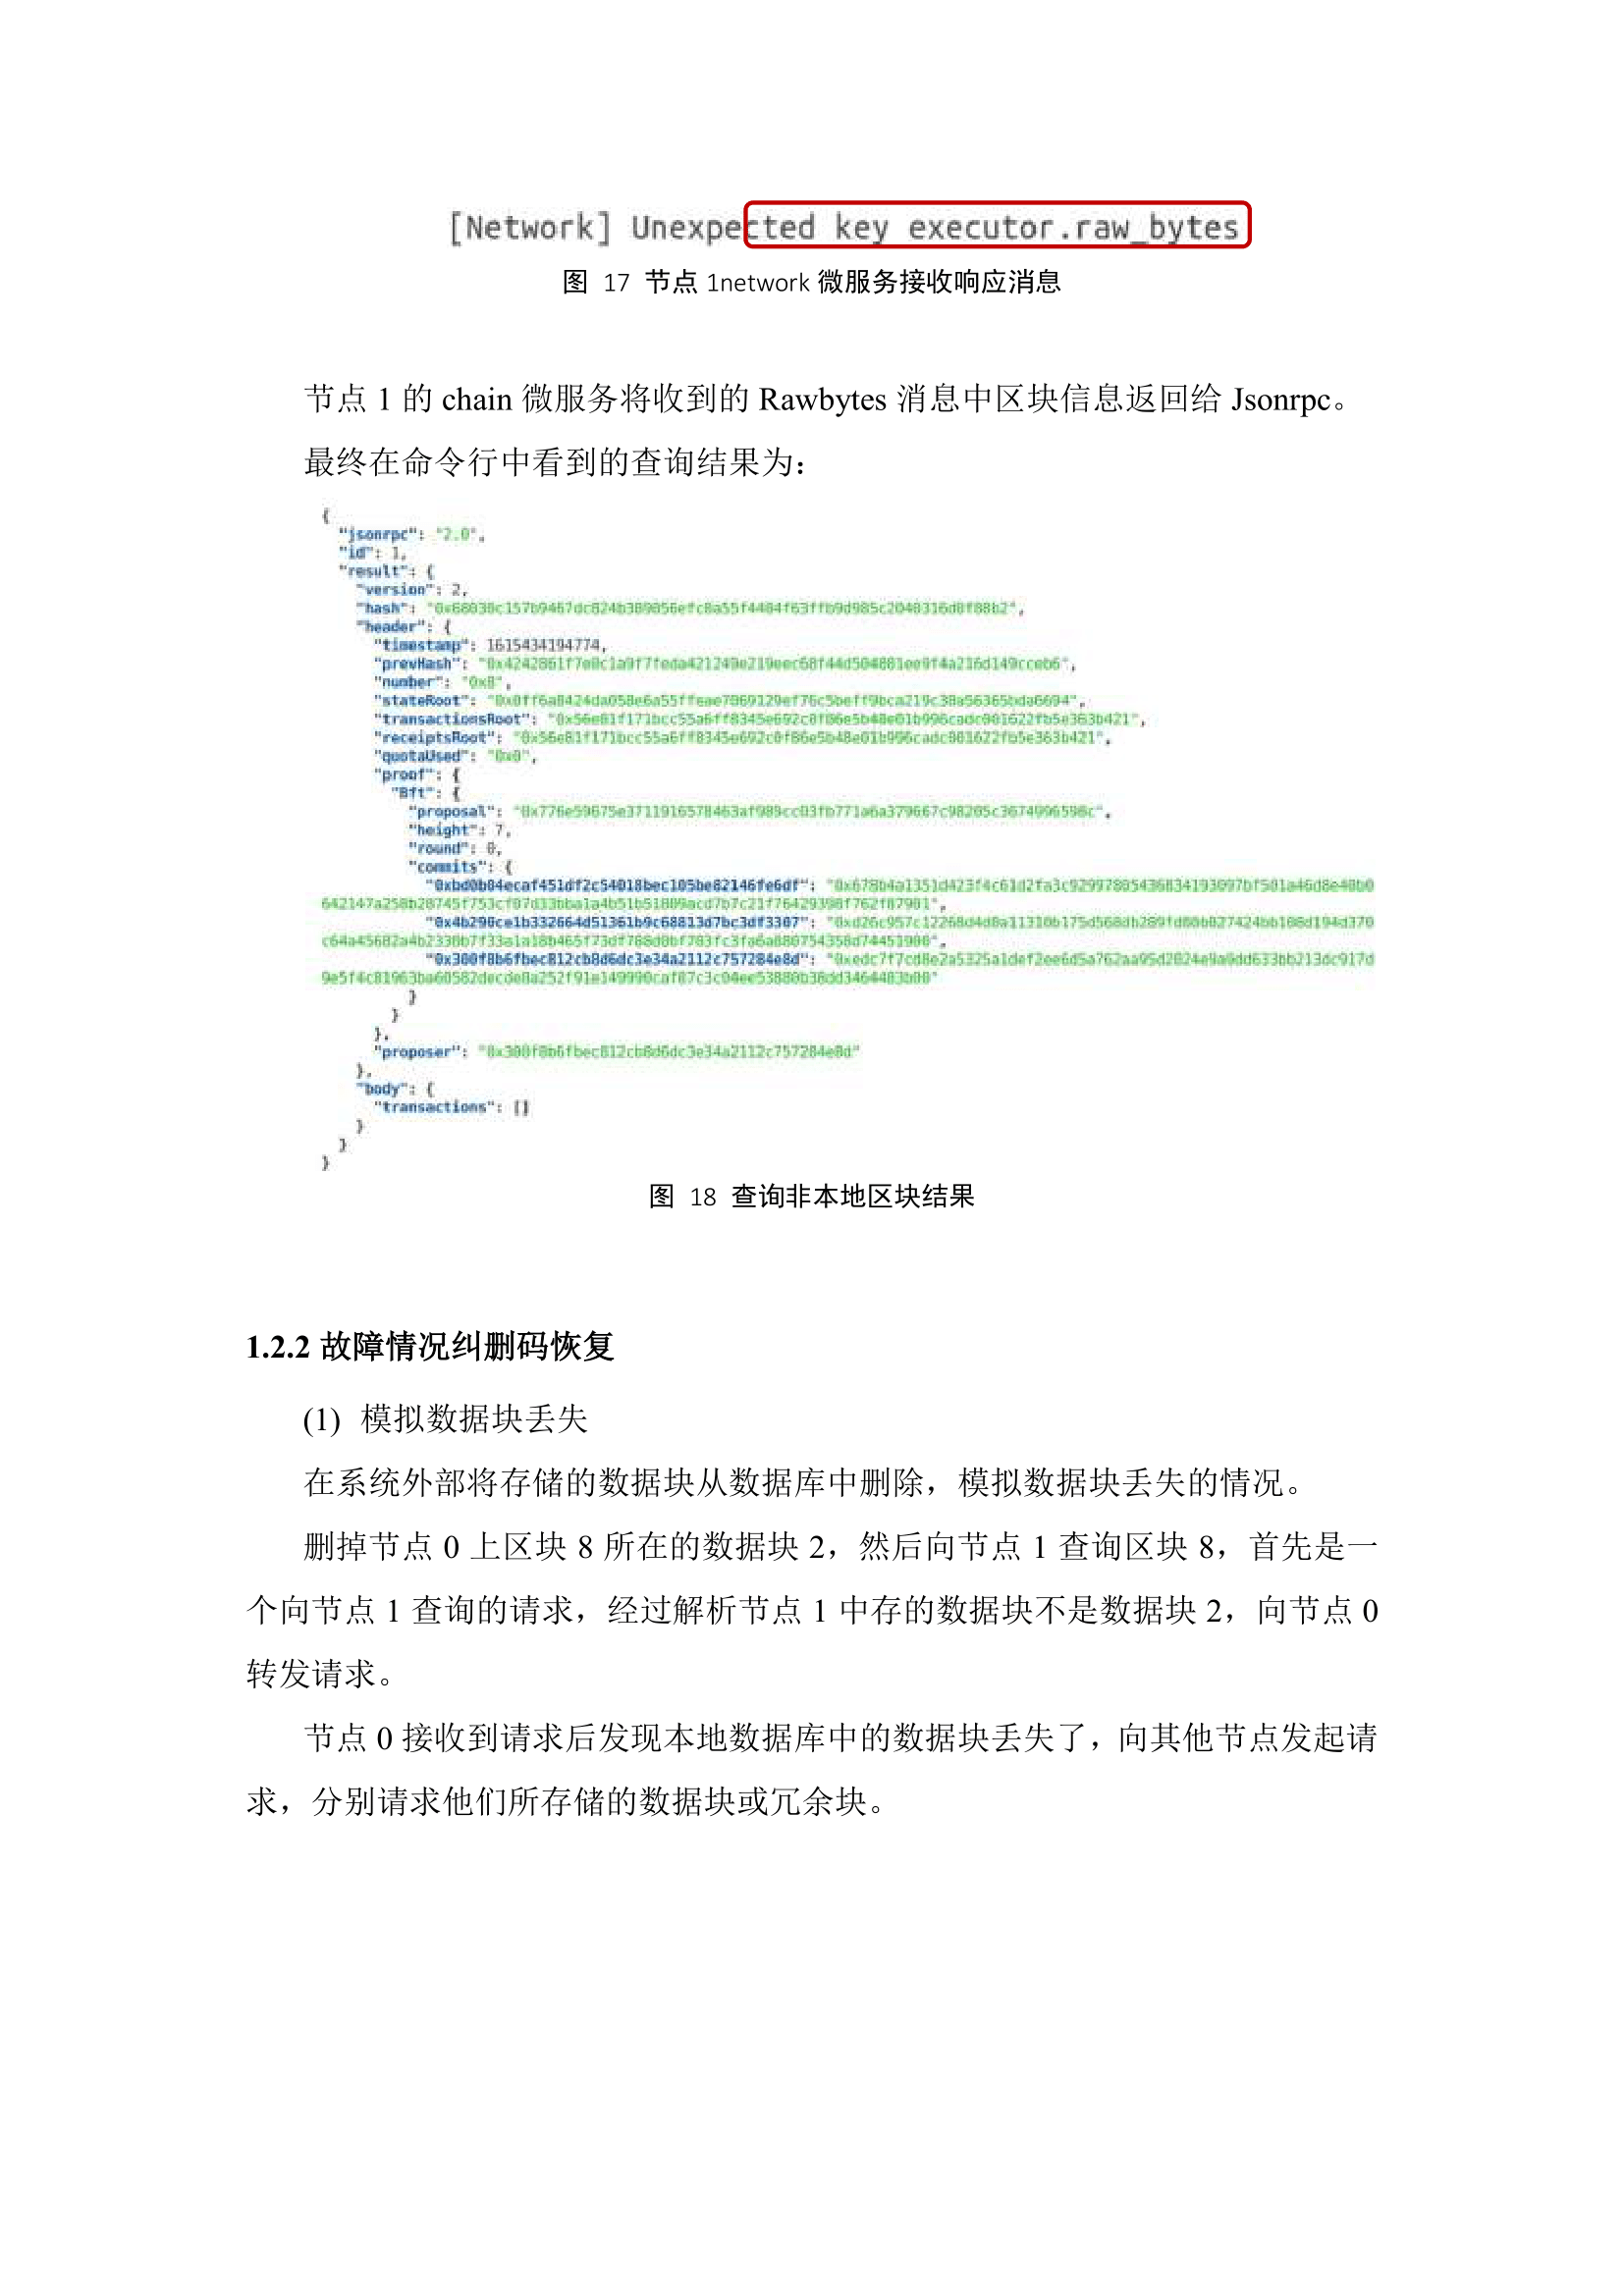 [Network] Unexpected key executor.raw_bytes
图 17 节点 1network 微服务接收响应消息
节点 1 的 chain 微服务将收到的 Rawbytes 消息中区块信息返回给 Jsonrpc。
最终在命令行中看到的查询结果为：
{
"jsonrpc": "2.0",
"id": 1,
"result": {
"version": 2,
"hash":
"header": {
"timestamp": 1615434194774,
"prevHash":
"number": "0x8",
"stateRoot":
"transactionsRoot":
"receiptsRoot":
"quotaUsed": "0x0",
"proof": {
"Bft": {
"proposal":
"height": 7,
"round": 0,
"commits": {
}
}
},
"proposer":
},
"body": {
"transactions": []
}
}
}
图 18 查询非本地区块结果
1.2.2 故障情况纠删码恢复
(1) 模拟数据块丢失
在系统外部将存储的数据块从数据库中删除，模拟数据块丢失的情况。
删掉节点 0 上区块 8 所在的数据块 2，然后向节点 1 查询区块 8，首先是一
个向节点 1 查询的请求，经过解析节点 1 中存的数据块不是数据块 2，向节点 0
转发请求。
节点 0 接收到请求后发现本地数据库中的数据块丢失了，向其他节点发起请
求，分别请求他们所存储的数据块或冗余块。